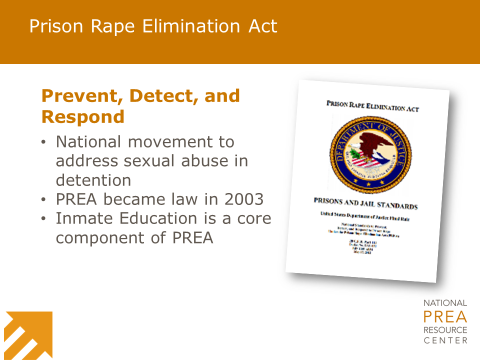 Prison Rape Elimination Act
Prevent, Detect, and
Respond
• National movement to
address sexual abuse in
detention
• PREA became law in 2003
• Inmate Education is a core
component of PREA
PRISON RAPE ELIMINATION ACT
DEPARTMENT OF JUSTICE
PRISONS AND JAIL STANDARDS
United States Department of Justice Final Rule
NATIONAL
PREA
RESOURCE
CENTER